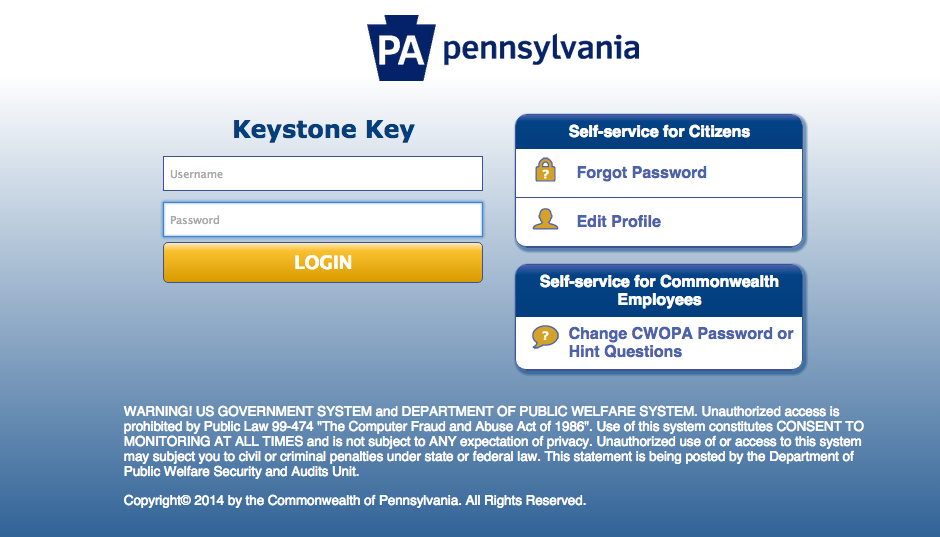 PA pennsylvania
Keystone Key
Username
Password
LOGIN
Self-service for Citizens
? Forgot Password
Edit Profile
Self-service for Commonwealth
Employees
? Change CWOPA Password or
Hint Questions
WARNING! US GOVERNMENT SYSTEM and DEPARTMENT OF PUBLIC WELFARE SYSTEM. Unauthorized access is
prohibited by Public Law 99-474 "The Computer Fraud and Abuse Act of 1986". Use of this system constitutes CONSENT TO
MONITORING AT ALL TIMES and is not subject to ANY expectation of privacy. Unauthorized use of or access to this system
may subject you to civil or criminal penalties under state or federal law. This statement is being posted by the Department of
Public Welfare Security and Audits Unit.
Copyright© 2014 by the Commonwealth of Pennsylvania. All Rights Reserved.